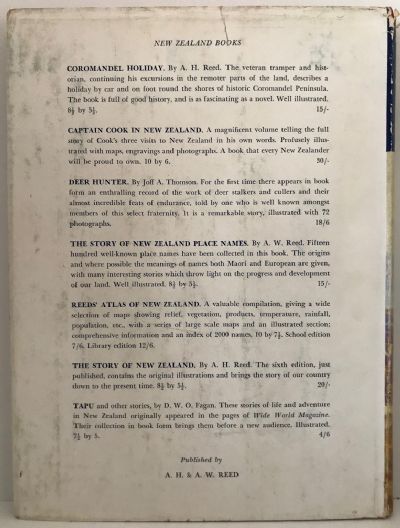 NEW ZEALAND BOOKS
COROMANDEL HOLIDAY. By A. H. Reed. The veteran tramper and hist-
orian, continuing his excursions in the remoter parts of the land, describes a
holiday by car and on foot round the shores of historic Coromandel Peninsula.
The book is full of good history, and is as fascinating as a novel. Well illustrated.
8½ by 5½. 15/-
CAPTAIN COOK IN NEW ZEALAND. A magnificent volume telling the full
story of Cook's three visits to New Zealand in his own words. Profusely illus-
trated with maps, engravings and photographs. A book that every New Zealander
will be proud to own. 10 by 6. 30/-
DEER HUNTER. By Joff A. Thomson. For the first time there appears in book
form an enthralling record of the work of deer stalkers and cullers and their
almost incredible feats of endurance, told by one who is well known amongst
members of this select fraternity. It is a remarkable story, illustrated with 72
photographs. 18/6
THE STORY OF NEW ZEALAND PLACE NAMES. By A. W. Reed. Fifteen
hundred well-known place names have been collected in this book. The origins
and where possible the meanings of names both Maori and European are given,
with many interesting stories which throw light on the progress and development
of our land. Well illustrated. 8½ by 5½. 15/-
REEDS' ATLAS OF NEW ZEALAND. A valuable compilation, giving a wide
selection of maps showing relief, vegetation, products, temperature, rainfall,
population, etc., with a series of large scale maps and an illustrated section;
comprehensive information and an index of 2000 names. 10 by 7½. School edition
7/6. Library edition 12/6.
THE STORY OF NEW ZEALAND, By A. H. Reed. The sixth edition, just
published, contains the original illustrations and brings the story of our country
down to the present time. 8½ by 5½. 20/-
TAPU and other stories, by D. W. O. Fagan. These stories of life and adventure
in New Zealand originally appeared in the pages of Wide World Magazine.
Their collection in book form brings them before a new audience. Illustrated.
7½ by 5. 4/6
Published by
A. H. & A. W. REED